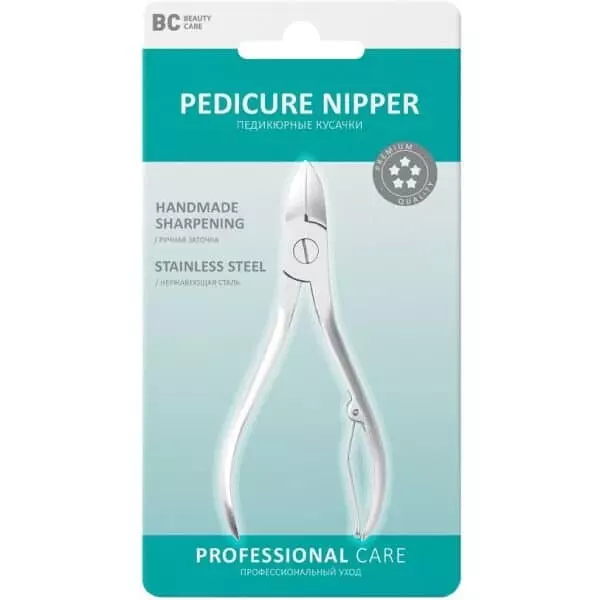 BC BEAUTY
CARE
PEDICURE NIPPER
ПЕДИКЮРНЫЕ КУСАЧКИ
PREMIUM
QUALITY
HANDMADE
SHARPENING
/ РУЧНАЯ ЗАТОЧКА
STAINLESS STEEL
/ НЕРЖАВЕЮЩАЯ СТАЛЬ
PROFESSIONAL CARE
ПРОФЕССИОНАЛЬНЫЙ УХОД